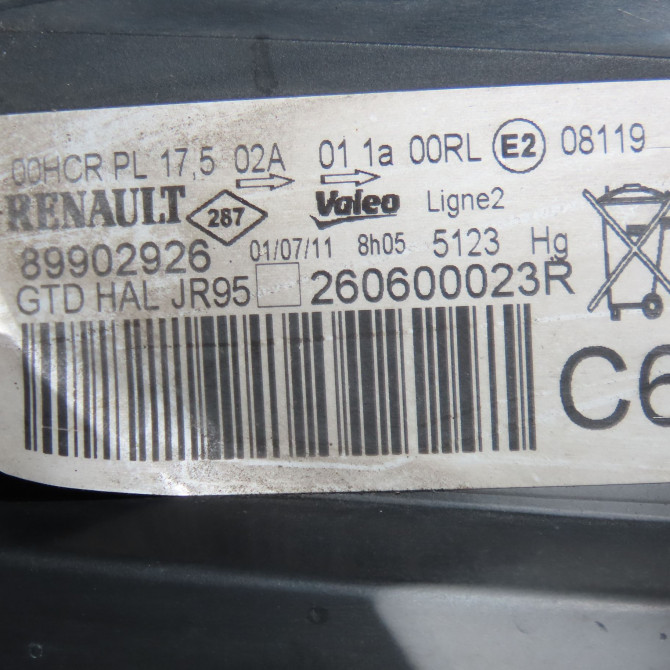 00HCR PL 17,5 02A 01 1a 00RL E2 08119
RENAULT 287 Valeo Ligne2
89902926 01/07/11 8h05 5123 Hg
GTD HAL JR95 260600023R
C6